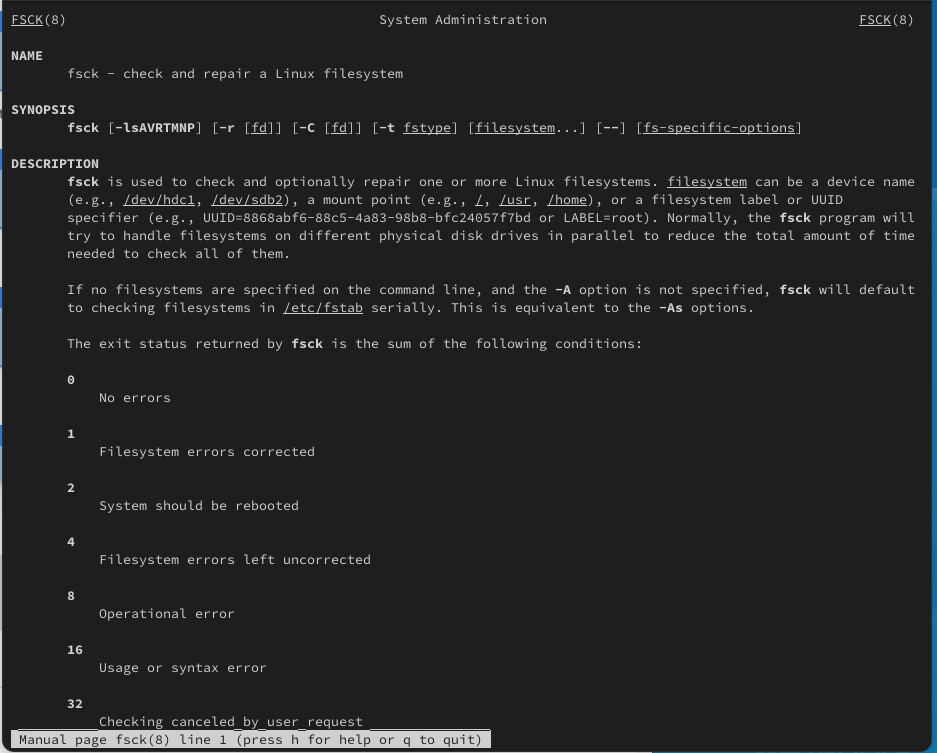 FSCK(8) System Administration FSCK(8)
NAME
fsck - check and repair a Linux filesystem
SYNOPSIS
fsck [-lsAVRTMNP] [-r [fd]] [-C [fd]] [-t fstype] [filesystem...] [--] [fs-specific-options]
DESCRIPTION
fsck is used to check and optionally repair one or more Linux filesystems. filesystem can be a device name
(e.g., /dev/hdc1, /dev/sdb2), a mount point (e.g., /, /usr, /home), or a filesystem label or UUID
specifier (e.g., UUID=8868abf6-88c5-4a83-98b8-bfc24057f7bd or LABEL=root). Normally, the fsck program will
try to handle filesystems on different physical disk drives in parallel to reduce the total amount of time
needed to check all of them.
If no filesystems are specified on the command line, and the -A option is not specified, fsck will default
to checking filesystems in /etc/fstab serially. This is equivalent to the -As options.
The exit status returned by fsck is the sum of the following conditions:
0
No errors
1
Filesystem errors corrected
2
System should be rebooted
4
Filesystem errors left uncorrected
8
Operational error
16
Usage or syntax error
32
Checking canceled by user request
Manual page fsck(8) line 1 (press h for help or q to quit)